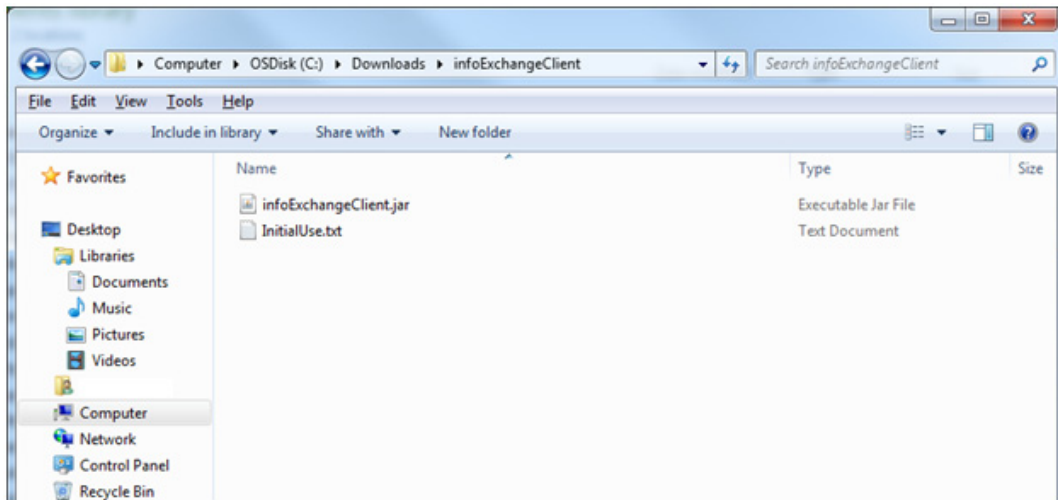 Computer OSDisk (C:) Downloads infoExchangeClient Search infoExchangeClient
File Edit View Tools Help
Organize Include in library Share with New folder
Name Type Size
Favorites
infoExchangeClient.jar Executable Jar File
InitialUse.txt Text Document
Desktop
Libraries
Documents
Music
Pictures
Videos
Computer
Network
Control Panel
Recycle Bin